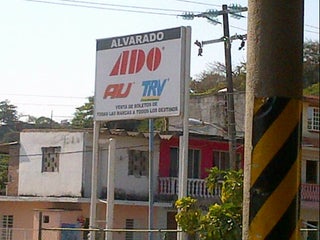 ALVARADO
ADO
AU TRV
VENTA DE BOLETOS DE
TODAS LAS MARCAS A TODOS LOS DESTINOS